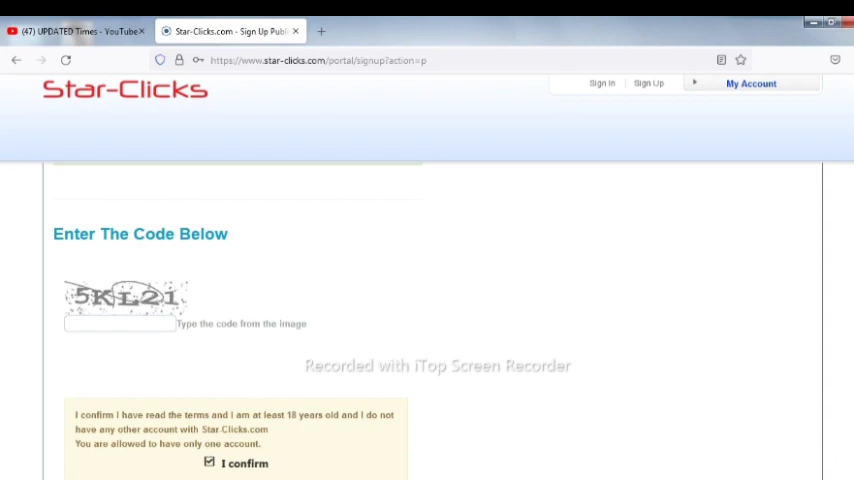 (47) UPDATED Times - YouTube
Star-Clicks.com - Sign Up Publi
https://www.star-clicks.com/portal/signup?action=p
Star-Clicks
Sign In
Sign Up
My Account
Enter The Code Below
5KL21
Type the code from the image
Recorded with iTop Screen Recorder
I confirm I have read the terms and I am at least 18 years old and I do not
have any other account with Star-Clicks.com
You are allowed to have only one account.
I confirm